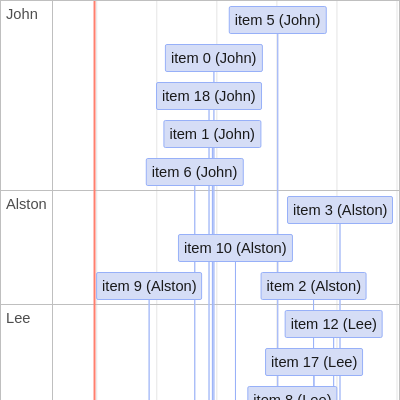 John
item 5 (John)
item 0 (John)
item 18 (John)
item 1 (John)
item 6 (John)
Alston
item 3 (Alston)
item 10 (Alston)
item 9 (Alston)
item 2 (Alston)
Lee
item 12 (Lee)
item 17 (Lee)
item 8 (Lee)